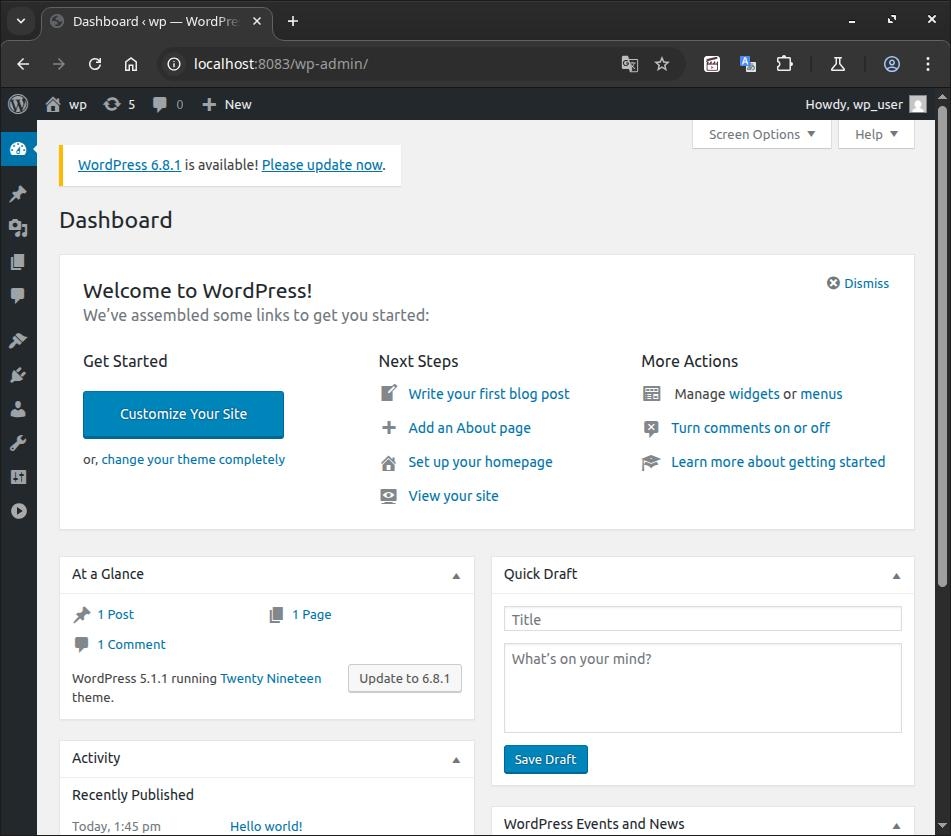 Dashboard ‹ wp — WordPre
localhost:8083/wp-admin/
wp 5 0 New Howdy, wp_user
Screen Options Help
WordPress 6.8.1 is available! Please update now.
Dashboard
Welcome to WordPress!
Dismiss
We've assembled some links to get you started:
Get Started
Customize Your Site
or, change your theme completely
Next Steps
Write your first blog post
Add an About page
Set up your homepage
View your site
More Actions
Manage widgets or menus
Turn comments on or off
Learn more about getting started
At a Glance
1 Post 1 Page
1 Comment
WordPress 5.1.1 running Twenty Nineteen
theme.
Update to 6.8.1
Activity
Recently Published
Today, 1:45 pm Hello world!
Quick Draft
Title
What's on your mind?
Save Draft
WordPress Events and News